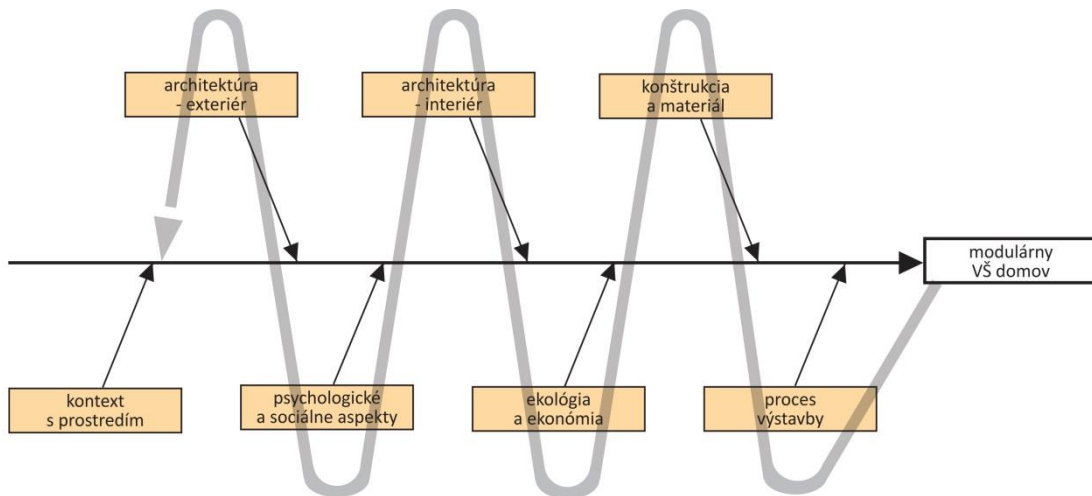 architektúra
- exteriér
architektúra
- interiér
konštrukcia
a materiál
modulárny
VŠ domov
kontext
s prostredím
psychologické
a sociálne aspekty
ekológia
a ekonómia
proces
výstavby